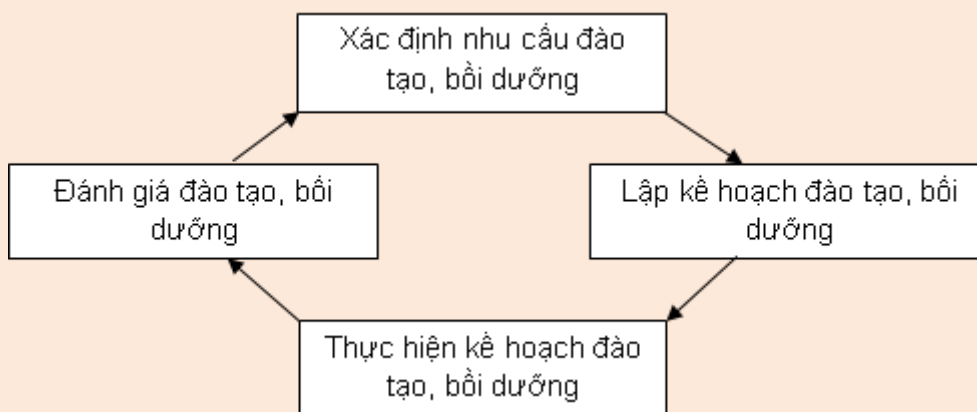 Xác định nhu cầu đào
tạo, bồi dưỡng
Đánh giá đào tạo, bồi
dưỡng
Lập kế hoạch đào tạo, bồi
dưỡng
Thực hiện kế hoạch đào
tạo, bồi dưỡng